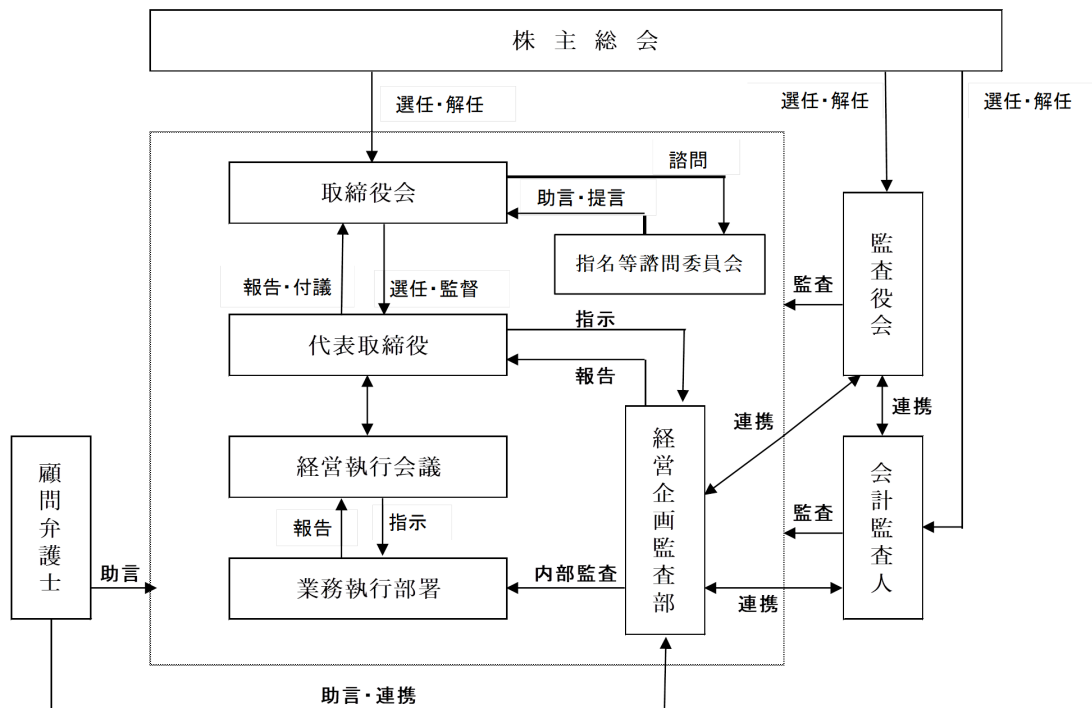 株主総会
選任・解任
選任・解任
選任・解任
諮問
取締役会
助言・提言
指名等諮問委員会
監査役会
監査
報告・付議
選任・監督
代表取締役
指示
報告
連携
連携
経営企画監査部
顧問弁護士
経営執行会議
会計監査人
監査
報告
指示
助言
業務執行部署
内部監査
連携
助言・連携